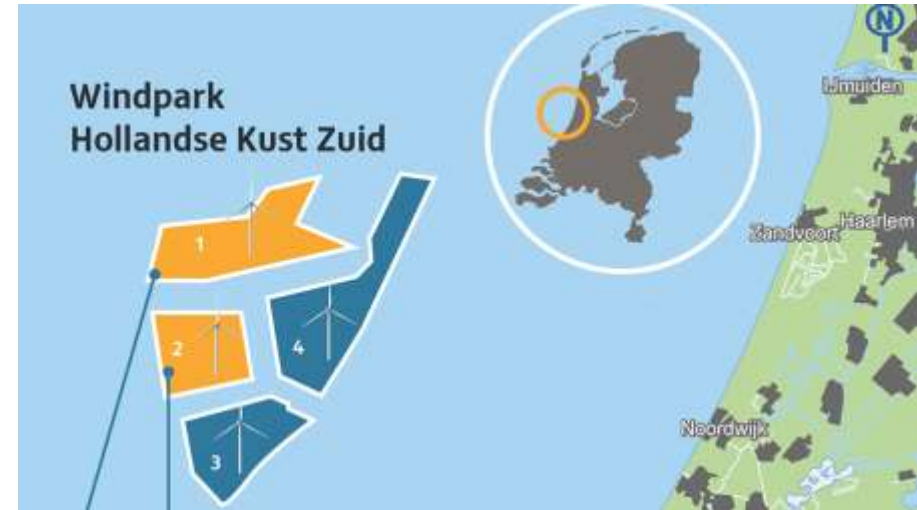 Windpark
Hollandse Kust Zuid
N
IJmuiden
1
Zandvoort
Haarlem
2
4
Noordwijk
3